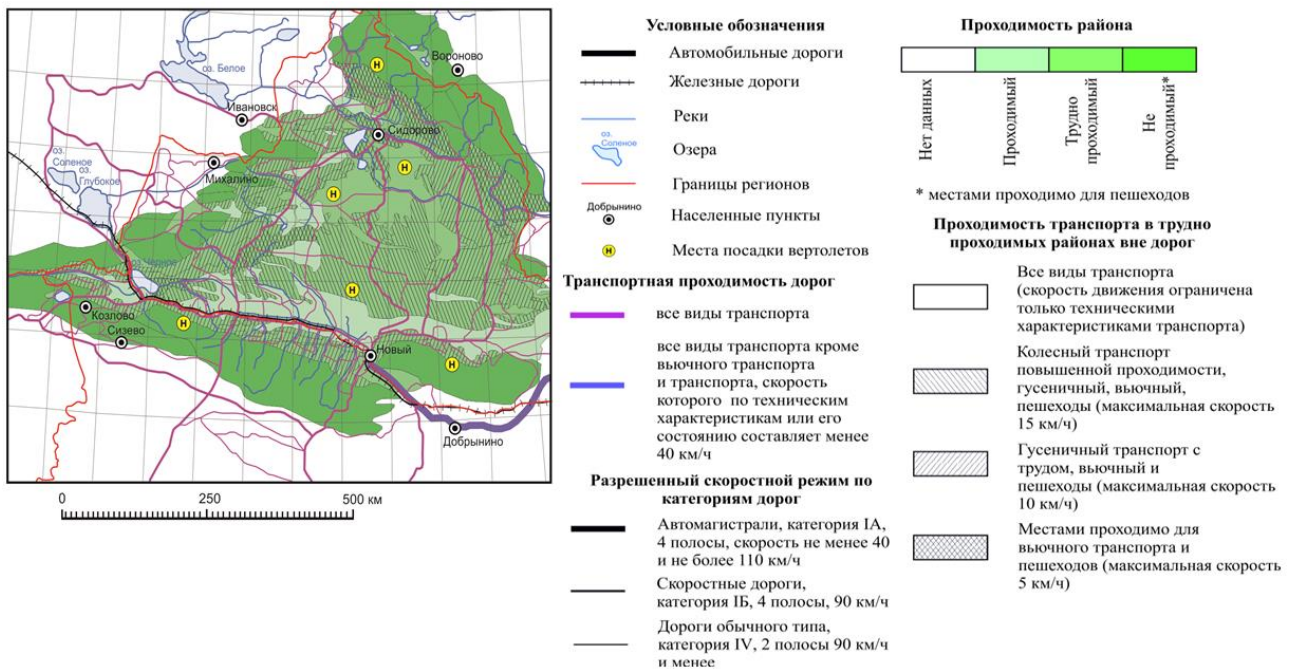 оз. Белое
Вороново
Ивановск
Сидорово
оз.
Соленое
оз.
Глубокое
Михалино
Козлово
Сизево
Новый
Добрынино
H
H
H
H
H
H
H
0
250
500 км
Условные обозначения
Автомобильные дороги
Железные дороги
Реки
оз.
Соленое
Озера
Границы регионов
Добрынино
Населенные пункты
H
Места посадки вертолетов
Транспортная проходимость дорог
все виды транспорта
все виды транспорта кроме
вьючного транспорта
и транспорта, скорость
которого по техническим
характеристикам или его
состоянию составляет менее
40 км/ч
Разрешенный скоростной режим по
категориям дорог
Автомагистрали, категория IА,
4 полосы, скорость не менее 40
и не более 110 км/ч
Скоростные дороги,
категория IБ, 4 полосы, 90 км/ч
Дороги обычного типа,
категория IV, 2 полосы 90 км/ч
и менее
Проходимость района
Нет данных
Проходимый
Трудно
проходимый
Не
проходимый*
* местами проходимо для пешеходов
Проходимость транспорта в трудно
проходимых районах вне дорог
Все виды транспорта
(скорость движения ограничена
только техническими
характеристиками транспорта)
Колесный транспорт
повышенной проходимости,
гусеничный, вьючный,
пешеходы (максимальная скорость
15 км/ч)
Гусеничный транспорт с
трудом, вьючный и
пешеходы (максимальная скорость
10 км/ч)
Местами проходимо для
вьючного транспорта и
пешеходов (максимальная скорость
5 км/ч)